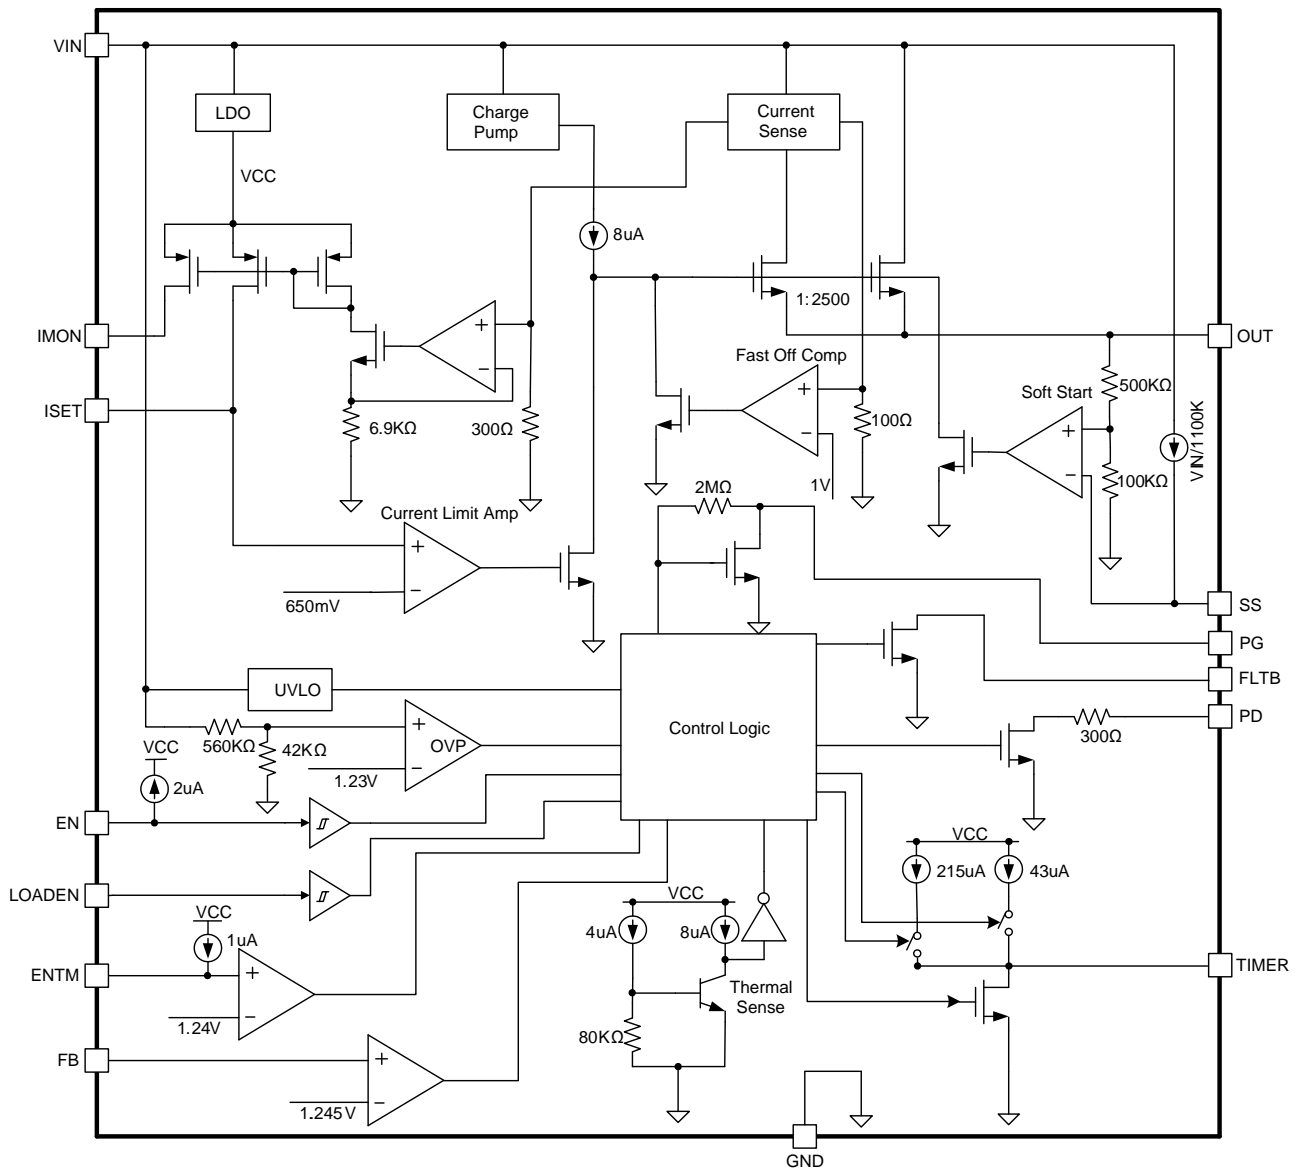 VIN
LDO
VCC
Charge
Pump
Current
Sense
8uA
1:2500
IMON
OUT
ISET
+
−
6.9KΩ
300Ω
Fast Off Comp
+
−
1V
100Ω
Soft Start
+
−
500KΩ
100KΩ
VIN/1100K
Current Limit Amp
+
−
650mV
2MΩ
SS
PG
FLTB
PD
300Ω
UVLO
Control Logic
560KΩ
42KΩ
+
OVP
−
1.23V
VCC
2uA
EN
LOADEN
VCC
1uA
ENTM
+
−
1.24V
FB
+
−
1.245V
VCC
4uA
8uA
Thermal
Sense
80KΩ
VCC
215uA
43uA
TIMER
GND